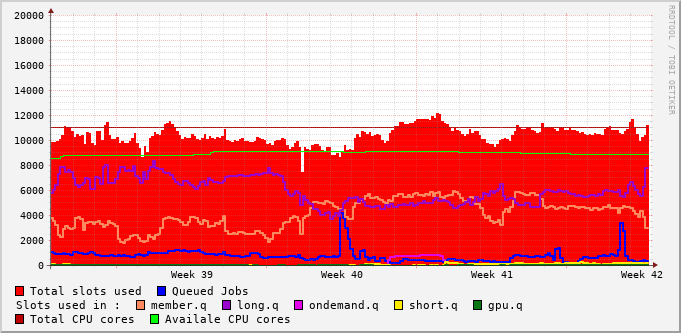 20000
18000
16000
14000
12000
10000
8000
6000
4000
2000
0
Week 39 Week 40 Week 41 Week 42
Total slots used Queued Jobs
Slots used in : member.q long.q ondemand.q short.q gpu.q
Total CPU cores Availale CPU cores
RRDTOOL / TOBI OETIKER